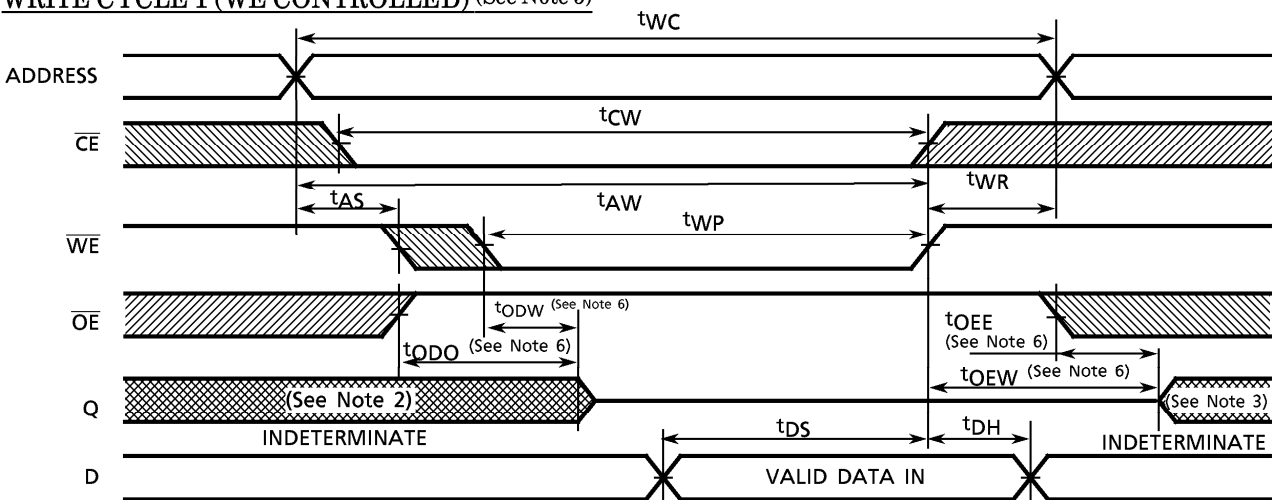 WRITE CYCLE 1 (WE CONTROLLED) (See Note 5)
tWC
ADDRESS
tCW
CE
tWR
tAS
tAW
tWP
WE
tODW (See Note 6)
OE
tOEE
(See Note 6)
tODO (See Note 6)
tOEW (See Note 6)
(See Note 2)
(See Note 3)
Q
INDETERMINATE
tDS
tDH
INDETERMINATE
D
VALID DATA IN